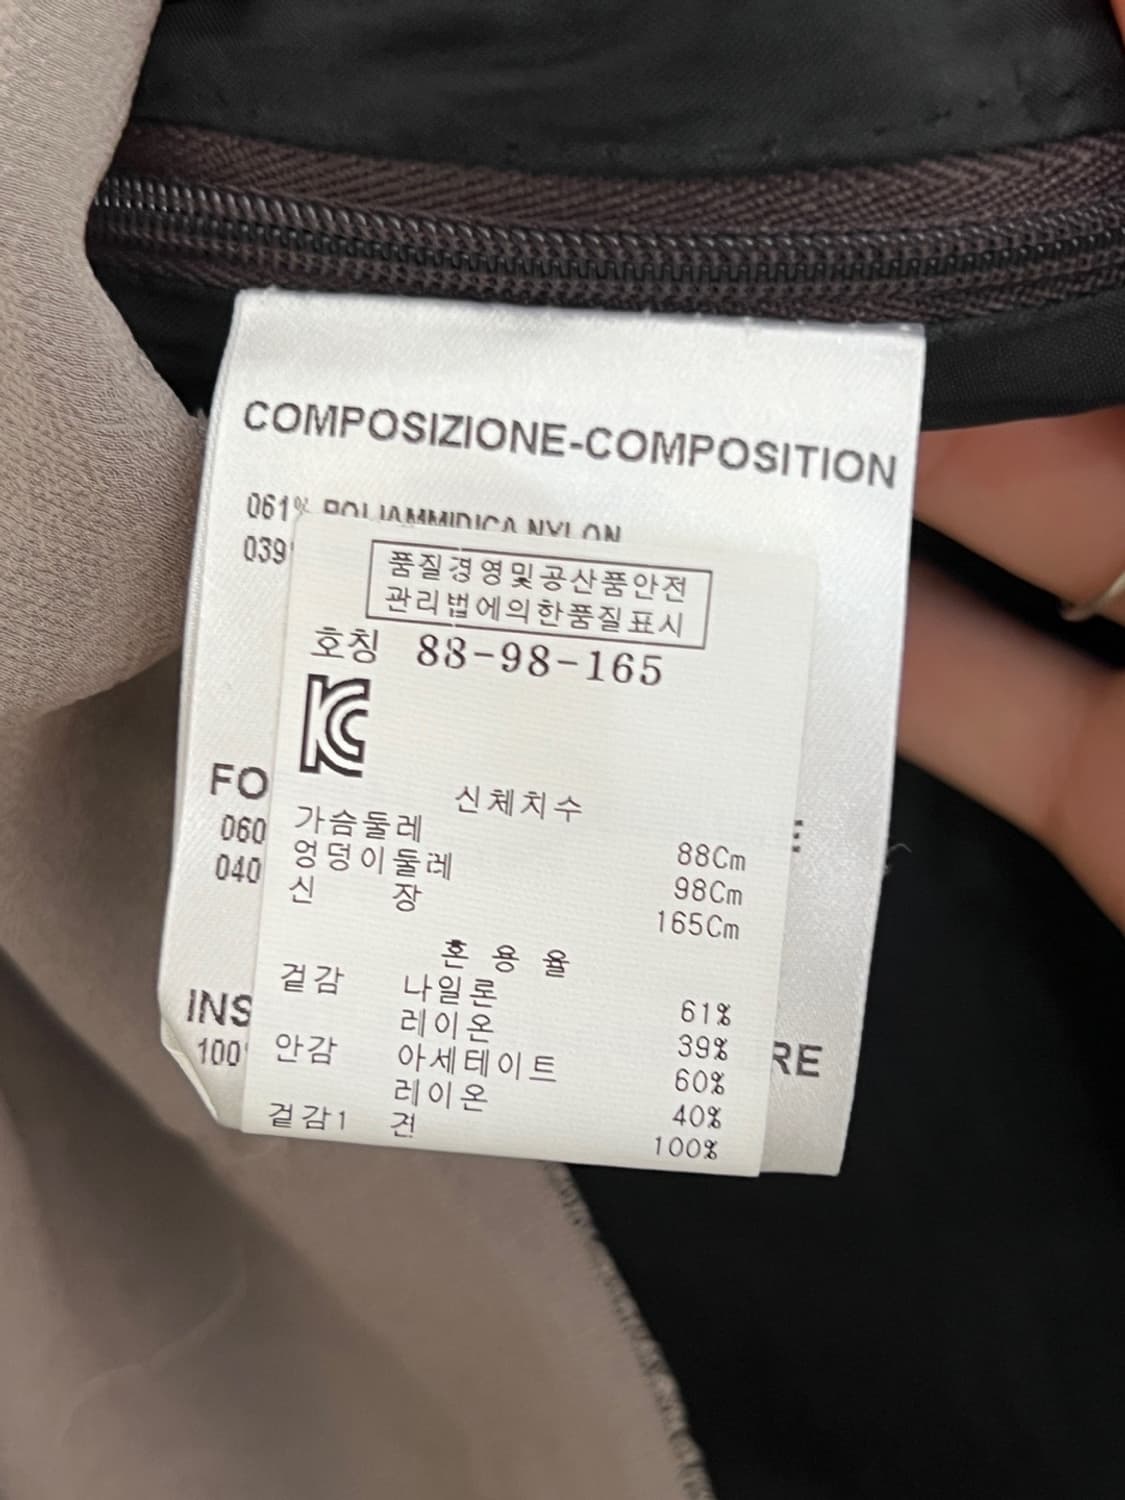 COMPOSIZIONE-COMPOSITION
061% POLIAMMIDICA NYLON
039
품질경영및공산품안전
관리법에의한품질표시
호칭 88-98-165
KC
FO
신체치수
060 가슴둘레 88Cm
040 엉덩이둘레 98Cm
신 장 165Cm
혼 용 율
INS 겉감 나일론 61%
레이온 39% RE
100 안감 아세테이트 60%
레이온 40%
겉감1 견 100%